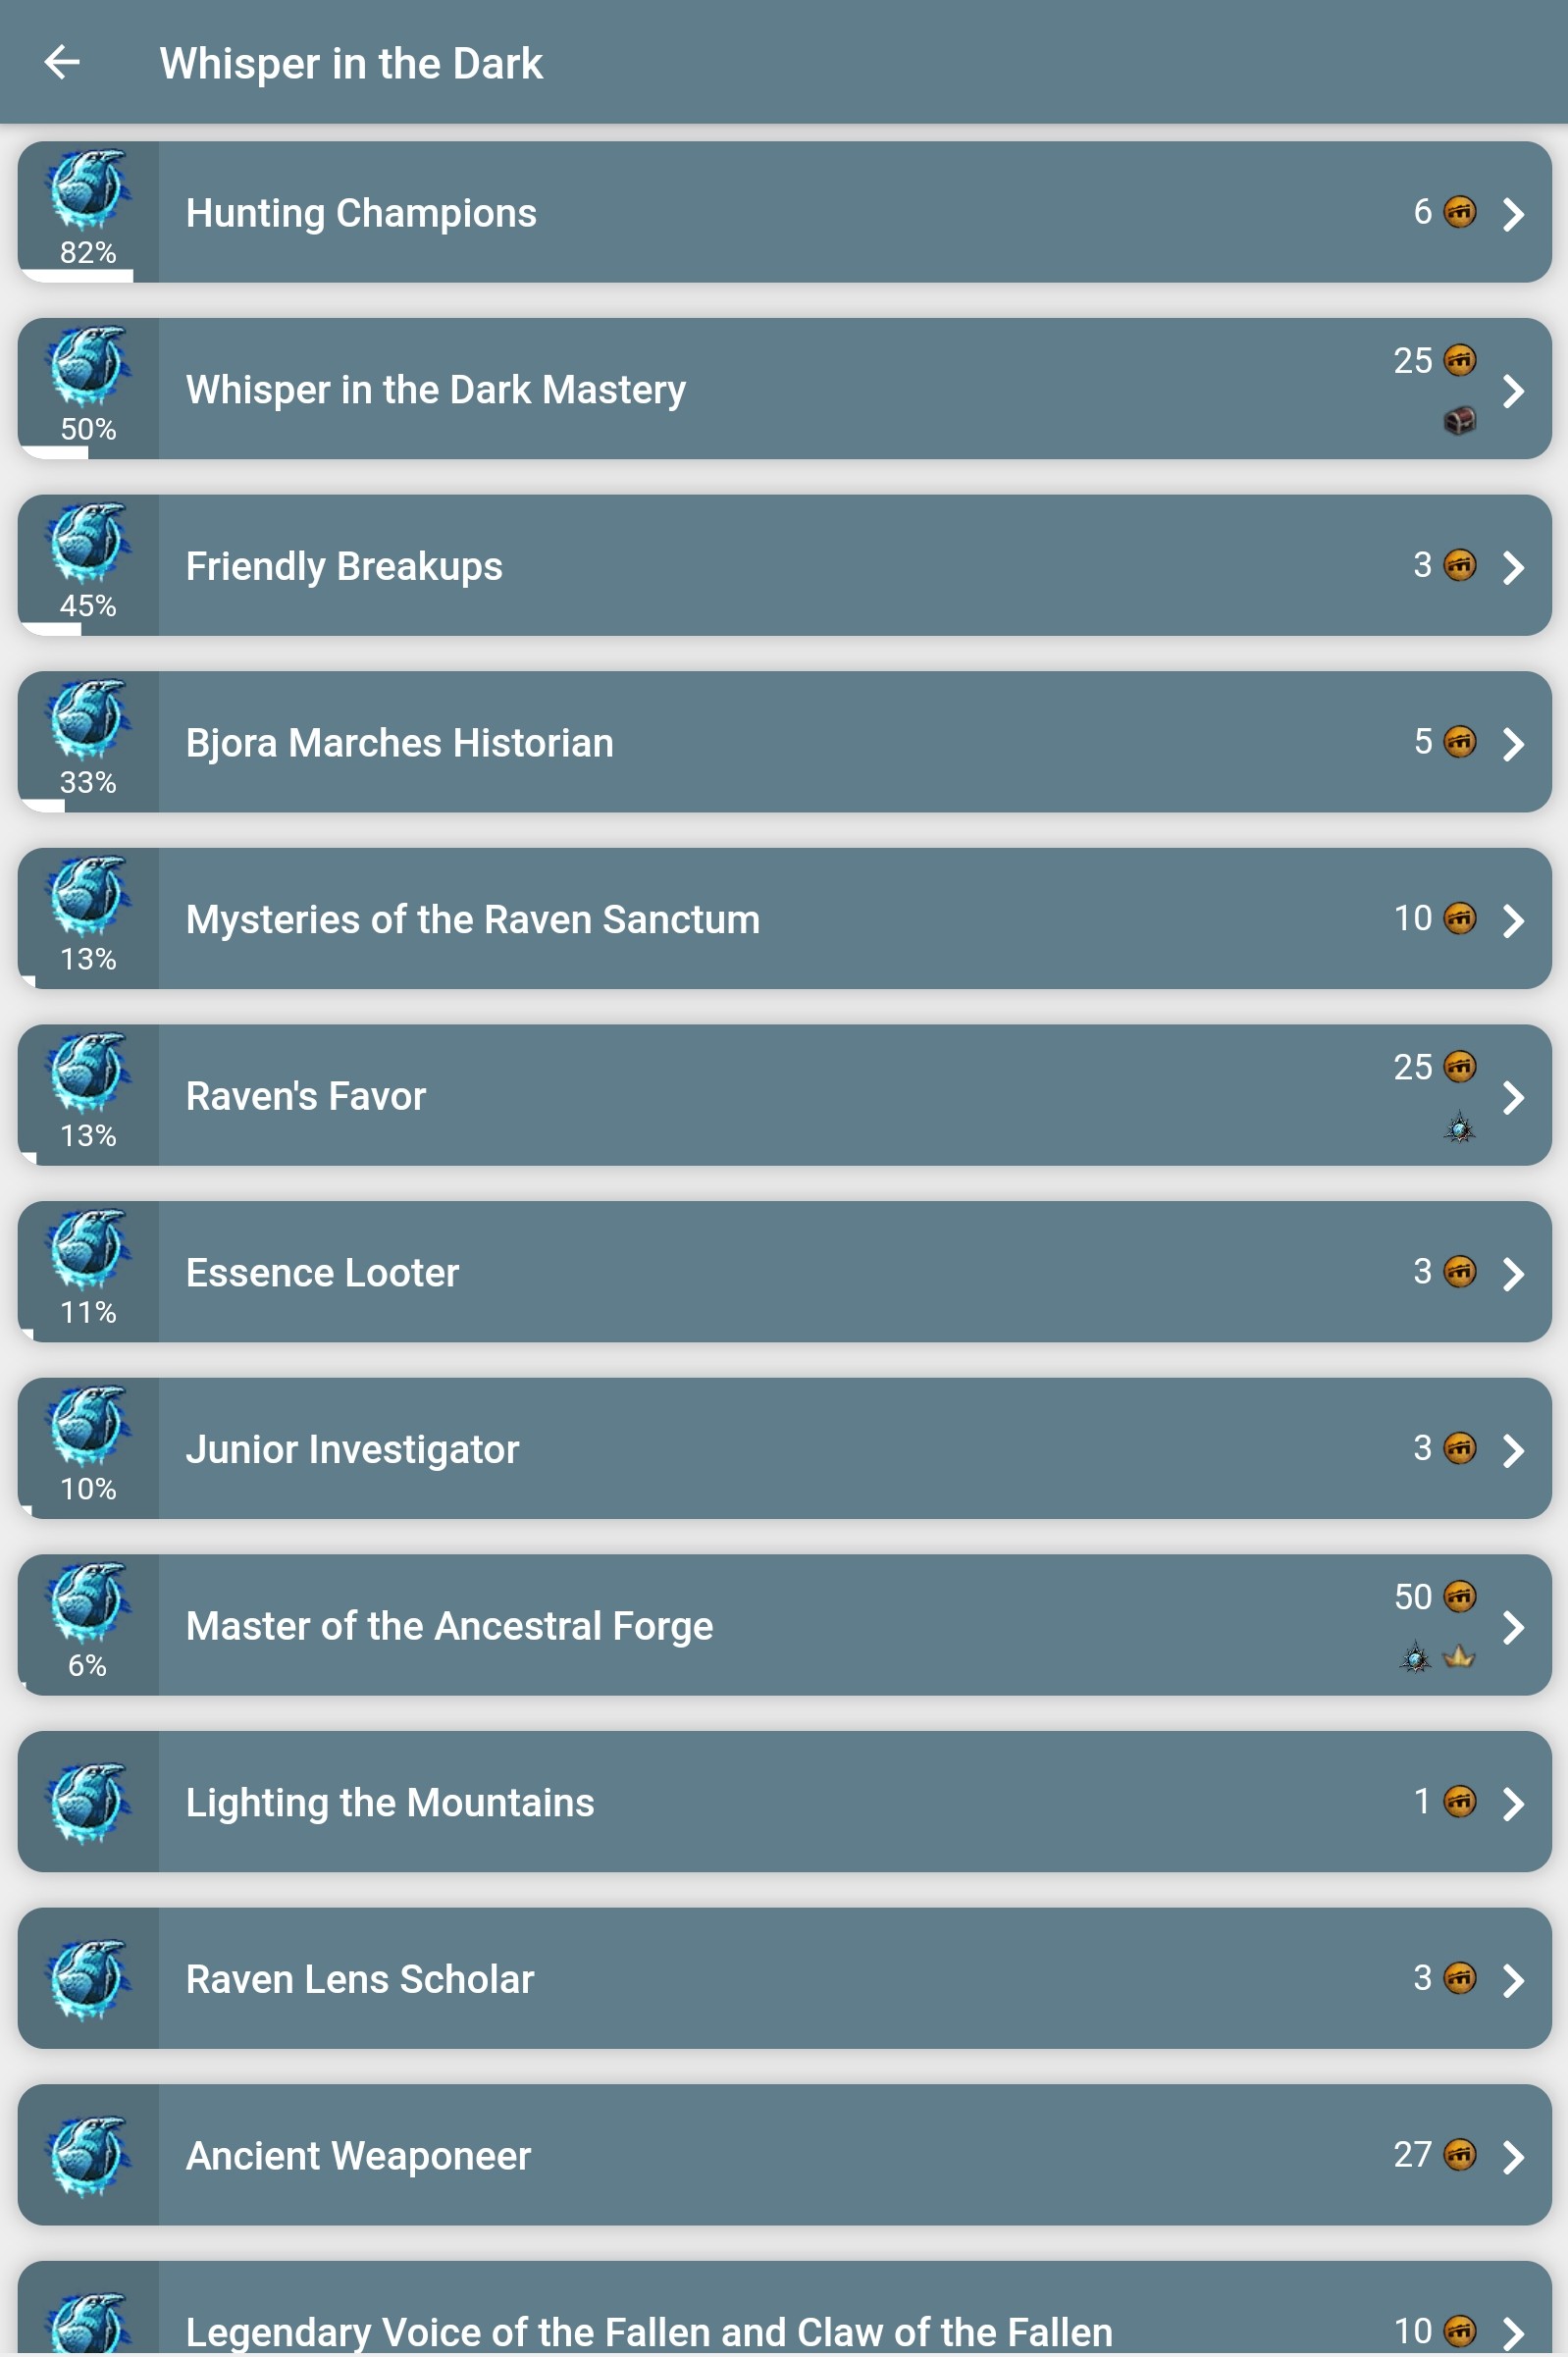 Whisper in the Dark
82%
Hunting Champions
6
50%
Whisper in the Dark Mastery
25
45%
Friendly Breakups
3
33%
Bjora Marches Historian
5
13%
Mysteries of the Raven Sanctum
10
13%
Raven's Favor
25
11%
Essence Looter
3
10%
Junior Investigator
3
6%
Master of the Ancestral Forge
50
Lighting the Mountains
1
Raven Lens Scholar
3
Ancient Weaponeer
27
Legendary Voice of the Fallen and Claw of the Fallen
10